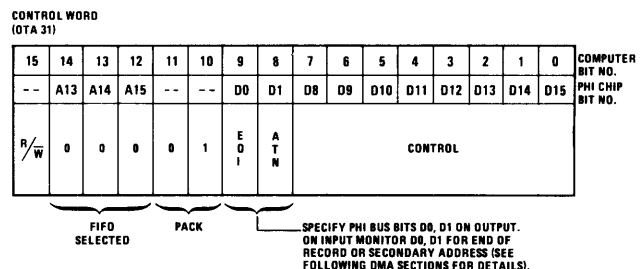 CONTROL WORD
(OTA 31)
15 14 13 12 11 10 9 8 7 6 5 4 3 2 1 0 COMPUTER BIT NO.
-- A13 A14 A15 -- -- D0 D1 D8 D9 D10 D11 D12 D13 D14 D15 PHI CHIP BIT NO.
R/W̅ 0 0 0 0 1 EOI ATN CONTROL
FIFO SELECTED
PACK
SPECIFY PHI BUS BITS D0, D1 ON OUTPUT.
ON INPUT MONITOR D0, D1 FOR END OF
RECORD OR SECONDARY ADDRESS (SEE
FOLLOWING DMA SECTIONS FOR DETAILS).